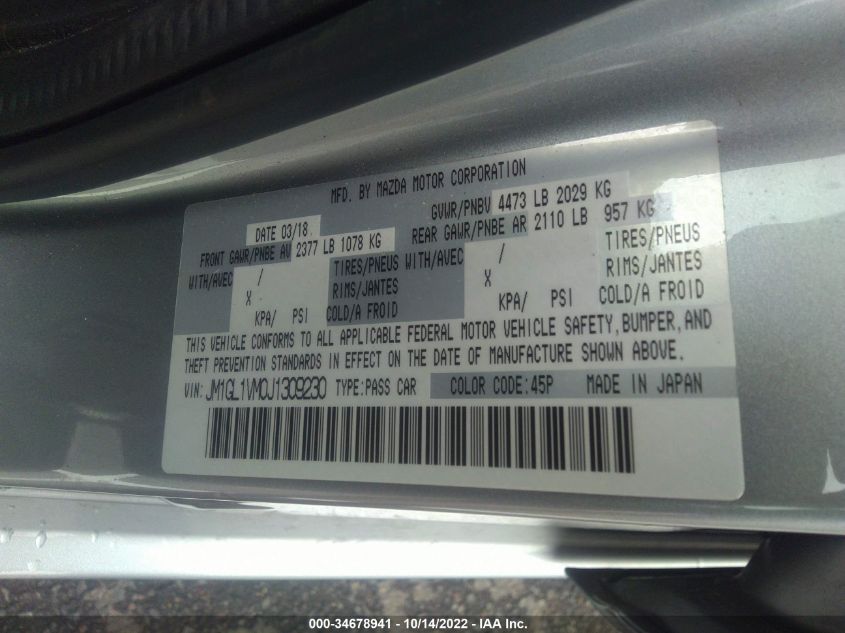 MFD. BY MAZDA MOTOR CORPORATION
DATE 03/18 GVWR/PNBV 4473 LB 2029 KG
FRONT GAWR/PNBE AV 2377 LB 1078 KG REAR GAWR/PNBE AR 2110 LB 957 KG
WITH/AVEC / TIRES/PNEUS WITH/AVEC / TIRES/PNEUS
X RIMS/JANTES X RIMS/JANTES
KPA/ PSI COLD/A FROID KPA/ PSI COLD/A FROID
THIS VEHICLE CONFORMS TO ALL APPLICABLE FEDERAL MOTOR VEHICLE SAFETY, BUMPER, AND
THEFT PREVENTION STANDARDS IN EFFECT ON THE DATE OF MANUFACTURE SHOWN ABOVE.
VIN: JM1GL1VM0J1309230 TYPE:PASS CAR COLOR CODE:45P MADE IN JAPAN
000-34678941 - 10/14/2022 - IAA Inc.